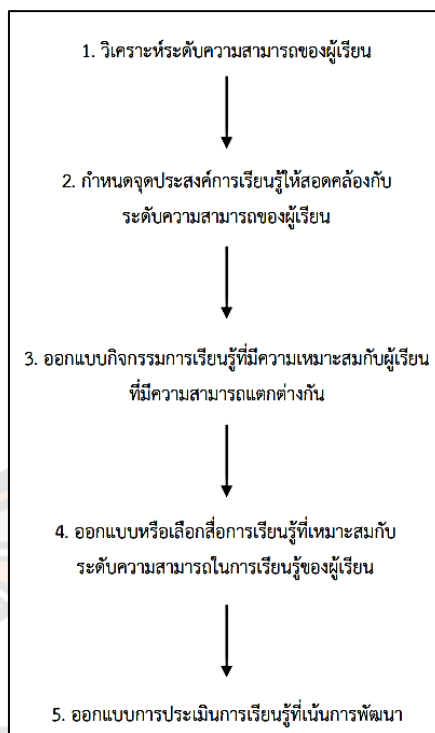 1. วิเคราะห์ระดับความสามารถของผู้เรียน
2. กำหนดจุดประสงค์การเรียนรู้ให้สอดคล้องกับ
ระดับความสามารถของผู้เรียน
3. ออกแบบกิจกรรมการเรียนรู้ที่มีความเหมาะสมกับผู้เรียน
ที่มีความสามารถแตกต่างกัน
4. ออกแบบหรือเลือกสื่อการเรียนรู้ที่เหมาะสมกับ
ระดับความสามารถในการเรียนรู้ของผู้เรียน
5. ออกแบบการประเมินการเรียนรู้ที่เน้นการพัฒนา